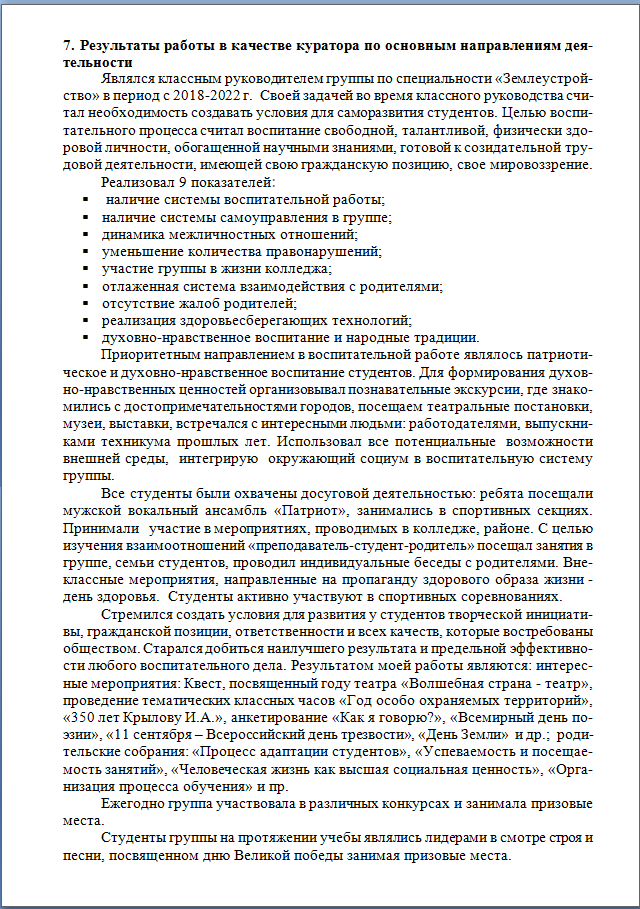 7. Результаты работы в качестве куратора по основным направлениям дея-
тельности
Являлся классным руководителем группы по специальности «Землеустрой-
ство» в период с 2018-2022 г. Своей задачей во время классного руководства счи-
тал необходимость создавать условия для саморазвития студентов. Целью воспи-
тательного процесса считал воспитание свободной, талантливой, физически здо-
ровой личности, обогащенной научными знаниями, готовой к созидательной тру-
довой деятельности, имеющей свою гражданскую позицию, свое мировоззрение.
Реализовал 9 показателей:
▪ наличие системы воспитательной работы;
▪ наличие системы самоуправления в группе;
▪ динамика межличностных отношений;
▪ уменьшение количества правонарушений;
▪ участие группы в жизни колледжа;
▪ отлаженная система взаимодействия с родителями;
▪ отсутствие жалоб родителей;
▪ реализация здоровьесберегающих технологий;
▪ духовно-нравственное воспитание и народные традиции.
Приоритетным направлением в воспитательной работе являлось патриоти-
ческое и духовно-нравственное воспитание студентов. Для формирования духов-
но-нравственных ценностей организовывал познавательные экскурсии, где знако-
мились с достопримечательностями городов, посещаем театральные постановки,
музеи, выставки, встречался с интересными людьми: работодателями, выпускни-
ками техникума прошлых лет. Использовал все потенциальные возможности
внешней среды, интегрирую окружающий социум в воспитательную систему
группы.
Все студенты были охвачены досуговой деятельностью: ребята посещали
мужской вокальный ансамбль «Патриот», занимались в спортивных секциях.
Принимали участие в мероприятиях, проводимых в колледже, районе. С целью
изучения взаимоотношений «преподаватель-студент-родитель» посещал занятия в
группе, семьи студентов, проводил индивидуальные беседы с родителями. Вне-
классные мероприятия, направленные на пропаганду здорового образа жизни -
день здоровья. Студенты активно участвуют в спортивных соревнованиях.
Стремился создать условия для развития у студентов творческой инициати-
вы, гражданской позиции, ответственности и всех качеств, которые востребованы
обществом. Старался добиться наилучшего результата и предельной эффективно-
сти любого воспитательного дела. Результатом моей работы являются: интерес-
ные мероприятия: Квест, посвященный году театра «Волшебная страна - театр»,
проведение тематических классных часов «Год особо охраняемых территорий»,
«350 лет Крылову И.А.», анкетирование «Как я говорю?», «Всемирный день по-
эзии», «11 сентября – Всероссийский день трезвости», «День Земли» и др.; роди-
тельские собрания: «Процесс адаптации студентов», «Успеваемость и посещае-
мость занятий», «Человеческая жизнь как высшая социальная ценность», «Орга-
низация процесса обучения» и пр.
Ежегодно группа участвовала в различных конкурсах и занимала призовые
места.
Студенты группы на протяжении учебы являлись лидерами в смотре строя и
песни, посвященном дню Великой победы занимая призовые места.